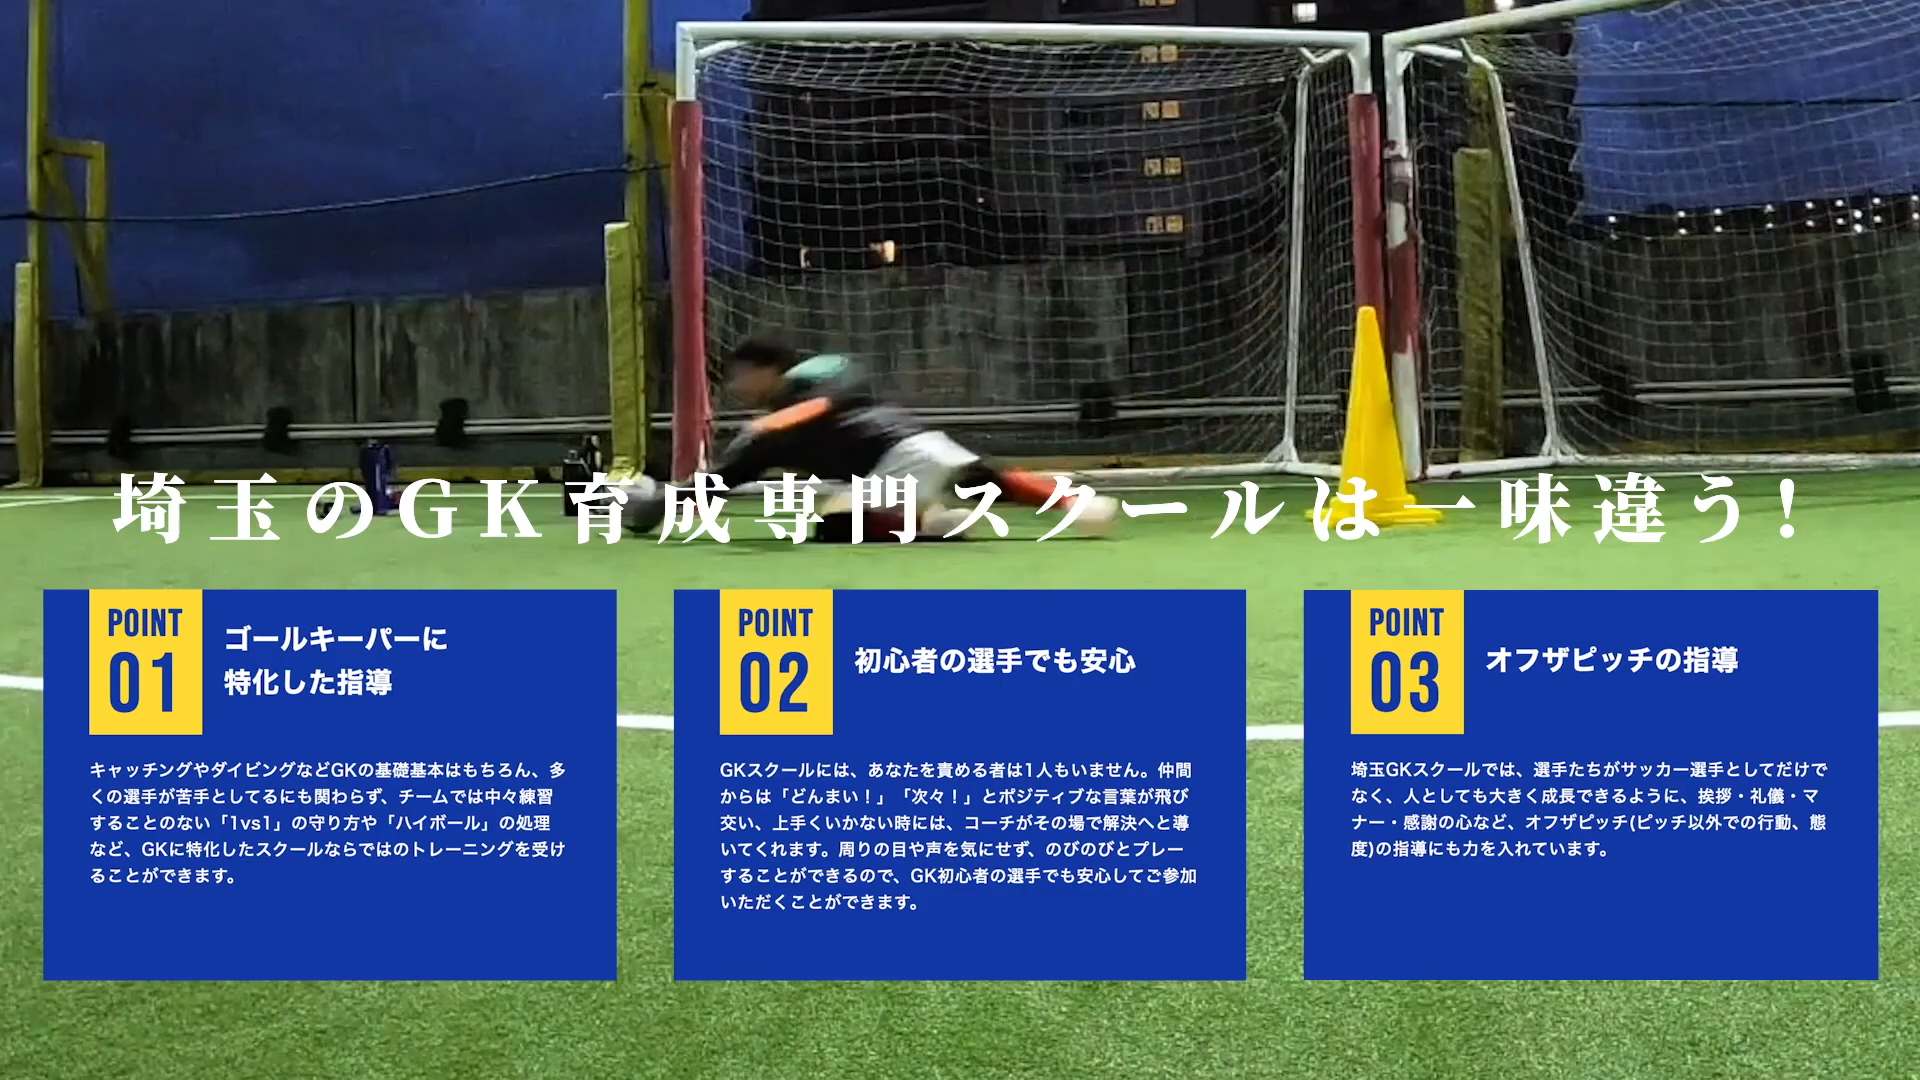 埼玉のGK育成専門スクールは一味違う!
POINT
01
ゴールキーパーに
特化した指導
キャッチングやダイビングなどGKの基礎基本はもちろん、多
くの選手が苦手としてるにも関わらず、チームでは中々練習
することのない「1vs1」の守り方や「ハイボール」の処理
など、GKに特化したスクールならではのトレーニングを受け
ることができます。
POINT
02
初心者の選手でも安心
GKスクールには、あなたを責める者は1人もいません。仲間
からは「どんまい！」「次々！」とポジティブな言葉が飛び
交い、上手くいかない時には、コーチがその場で解決へと導
いてくれます。周りの目や声を気にせず、のびのびとプレー
することができるので、GK初心者の選手でも安心してご参加
いただくことができます。
POINT
03
オフザピッチの指導
埼玉GKスクールでは、選手たちがサッカー選手としてだけで
なく、人としても大きく成長できるように、挨拶・礼儀・マ
ナー・感謝の心など、オフザピッチ(ピッチ以外での行動、態
度)の指導にも力を入れています。